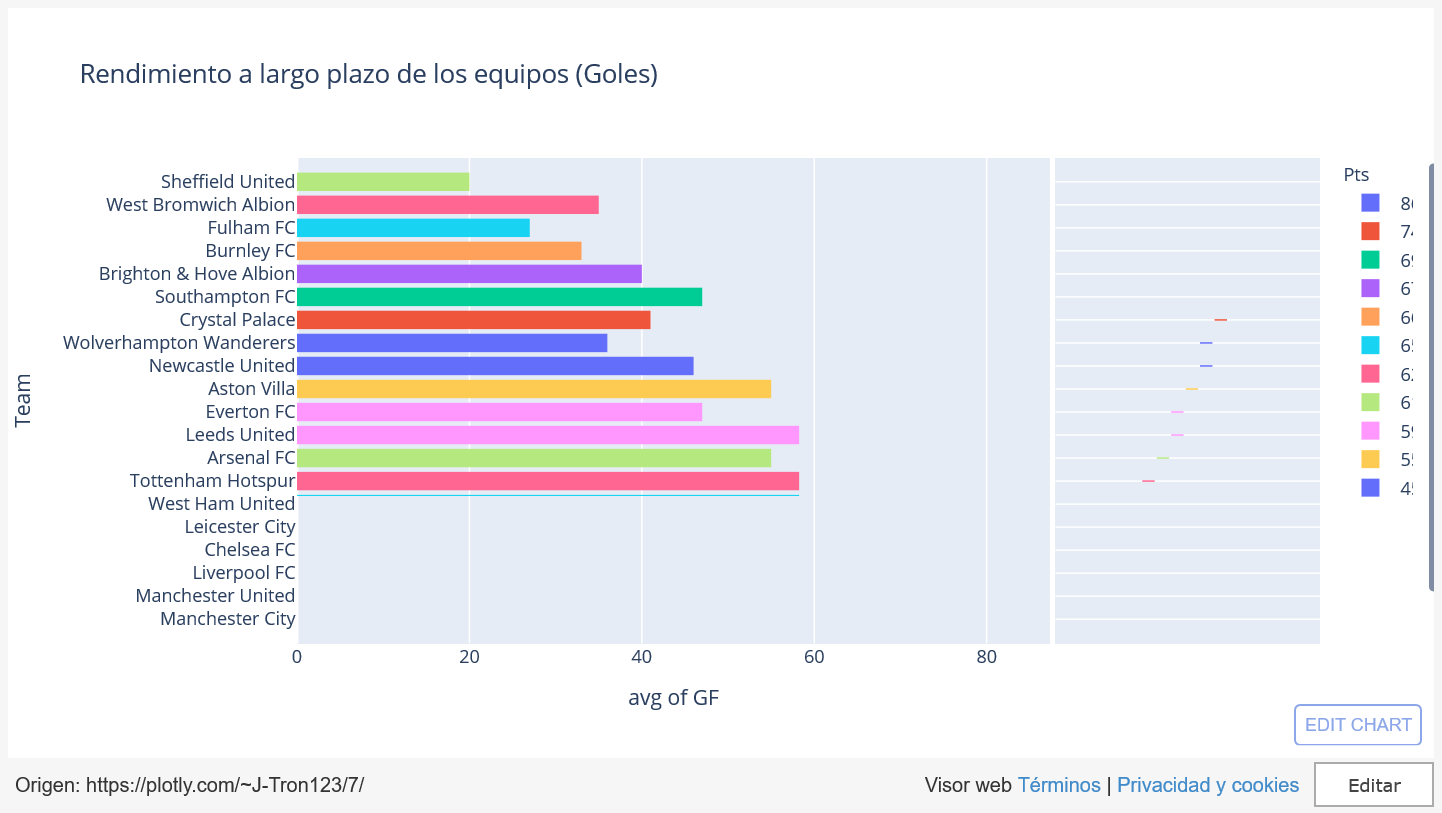 Rendimiento a largo plazo de los equipos (Goles)
Team
Sheffield United
West Bromwich Albion
Fulham FC
Burnley FC
Brighton & Hove Albion
Southampton FC
Crystal Palace
Wolverhampton Wanderers
Newcastle United
Aston Villa
Everton FC
Leeds United
Arsenal FC
Tottenham Hotspur
West Ham United
Leicester City
Chelsea FC
Liverpool FC
Manchester United
Manchester City
0 20 40 60 80
avg of GF
Pts
EDIT CHART
Origen: https://plotly.com/~J-Tron123/7/
Visor web Términos | Privacidad y cookies
Editar